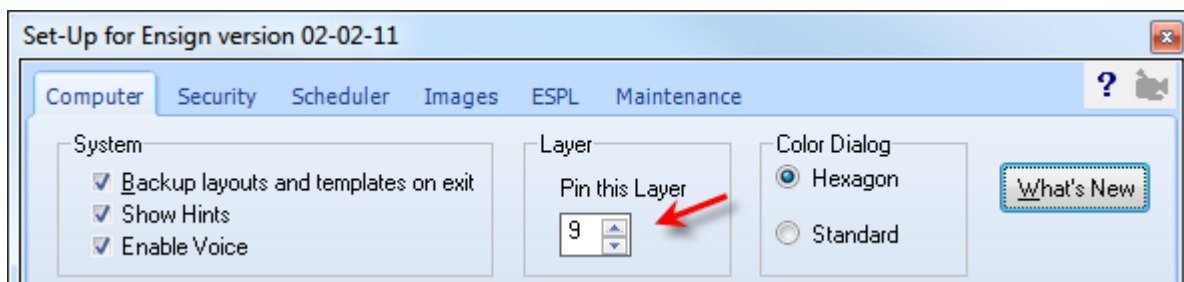 Set-Up for Ensign version 02-02-11
Computer Security Scheduler Images ESPL Maintenance
?
System
Backup layouts and templates on exit
Show Hints
Enable Voice
Layer
Pin this Layer
9
Color Dialog
Hexagon
Standard
What's New